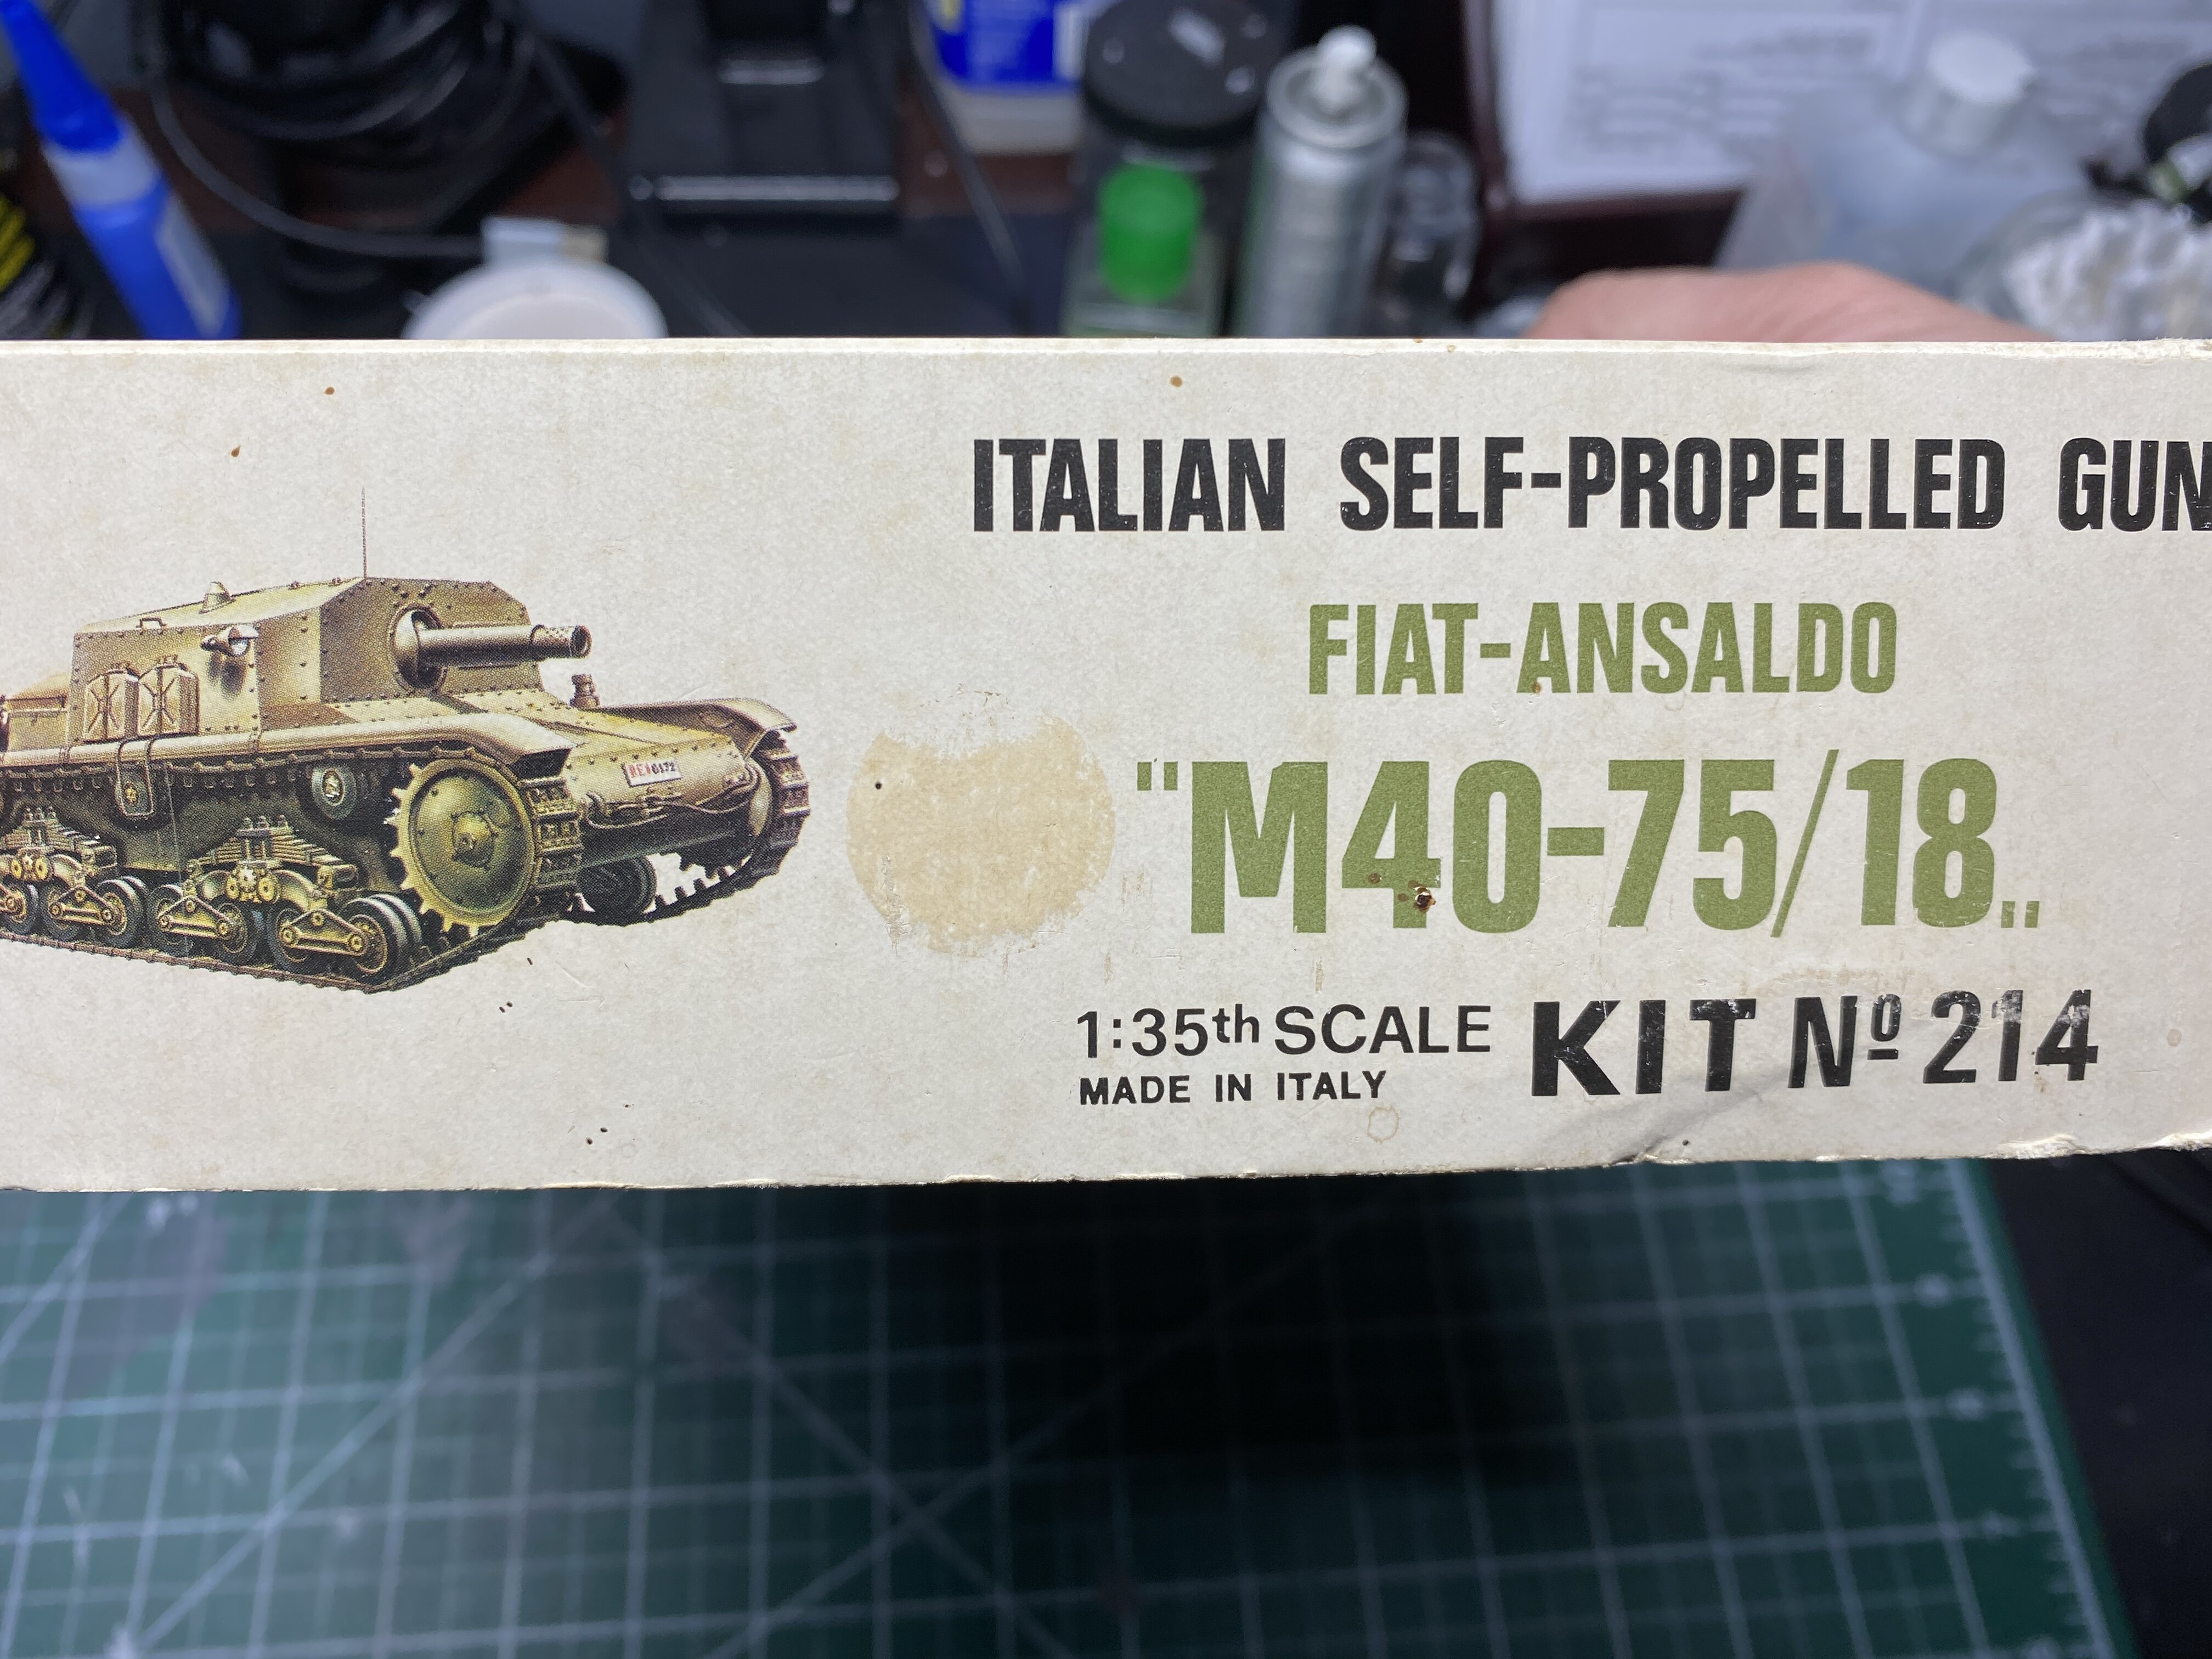 ITALIAN SELF-PROPELLED GUN
FIAT-ANSALDO
"M40-75/18„
1:35th SCALE KIT Nº 214
MADE IN ITALY